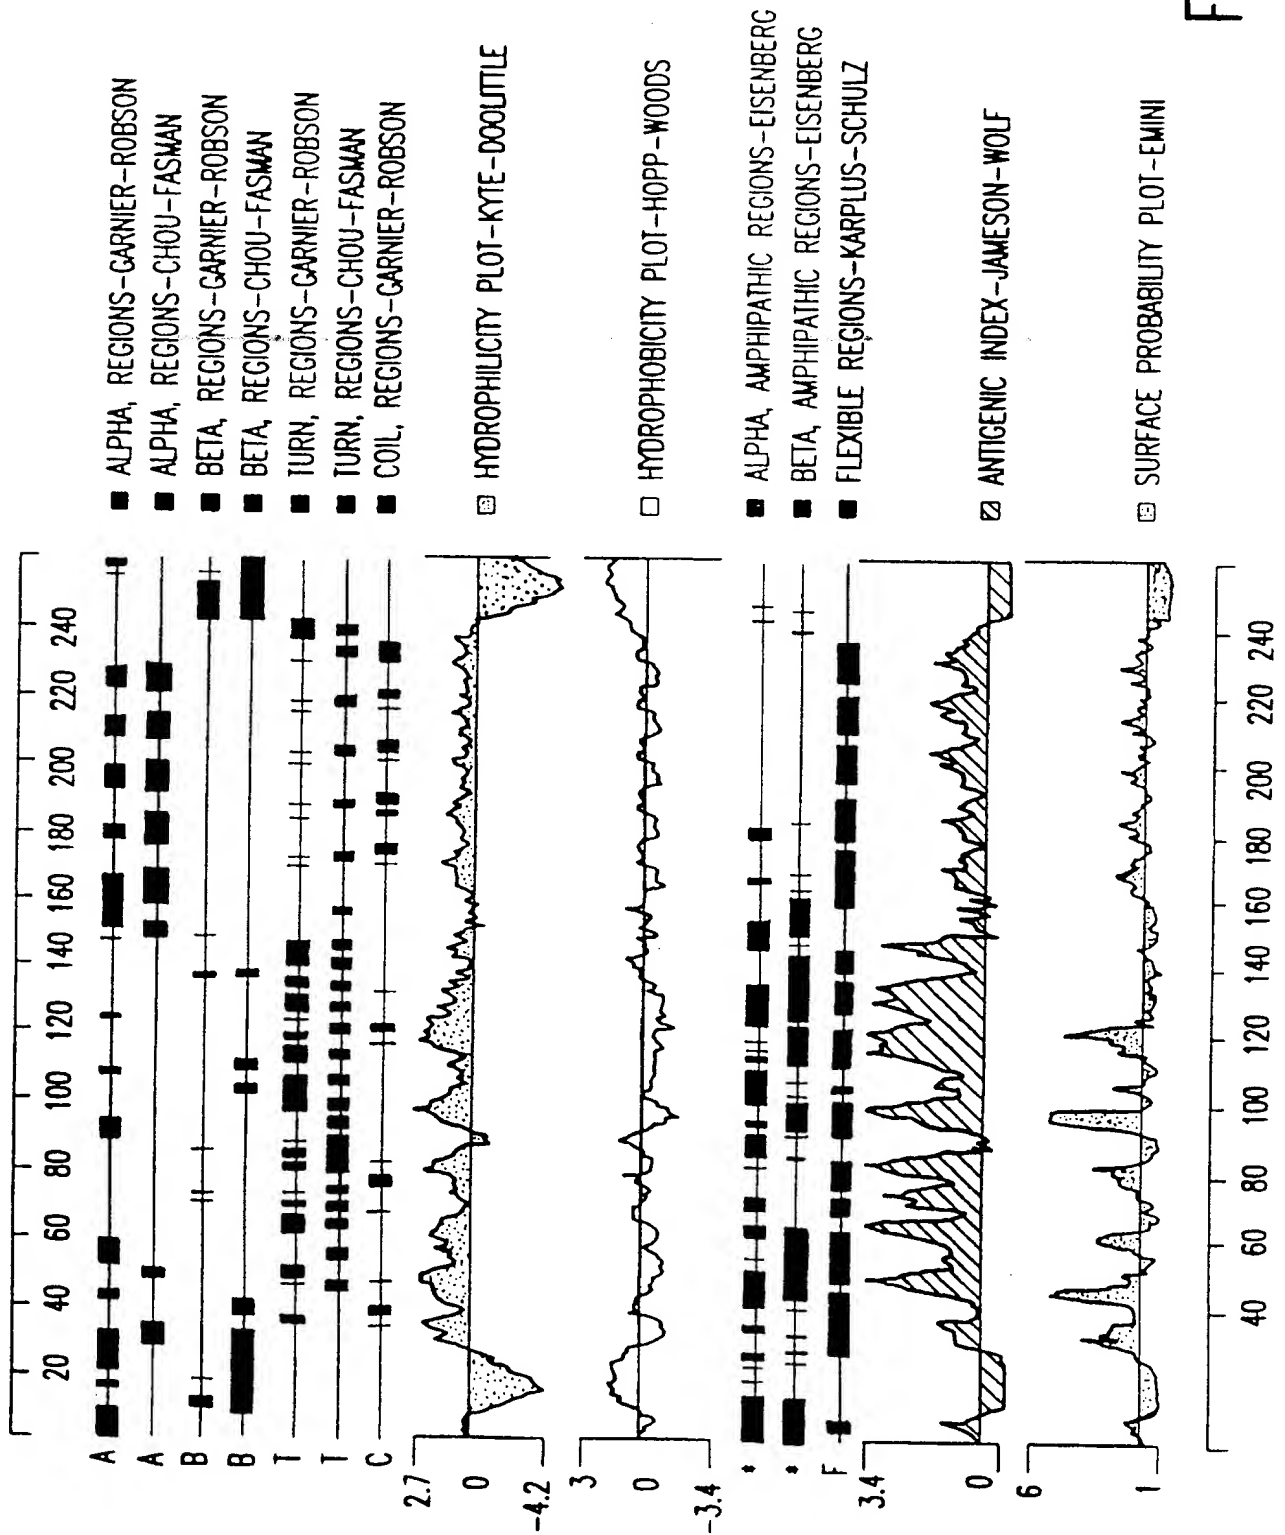 20 40 60 80 100 120 140 160 180 200 220 240
A ALPHA, REGIONS-GARNIER-ROBSON
A ALPHA, REGIONS-CHOU-FASMAN
B BETA, REGIONS-GARNIER-ROBSON
B BETA, REGIONS-CHOU-FASMAN
T TURN, REGIONS-GARNIER-ROBSON
T TURN, REGIONS-CHOU-FASMAN
C COIL, REGIONS-GARNIER-ROBSON
2.7
0 HYDROPHILICITY PLOT-KYTE-DOOLITTLE
-4.2
3
0 HYDROPHOBICITY PLOT-HOPP-WOODS
-3.4
* ALPHA, AMPHIPATHIC REGIONS-EISENBERG
* BETA, AMPHIPATHIC REGIONS-EISENBERG
F FLEXIBLE REGIONS-KARPLUS-SCHULZ
3.4
0 ANTIGENIC INDEX-JAMESON-WOLF
6
1 SURFACE PROBABILITY PLOT-EMINI
40 60 80 100 120 140 160 180 200 220 240
F